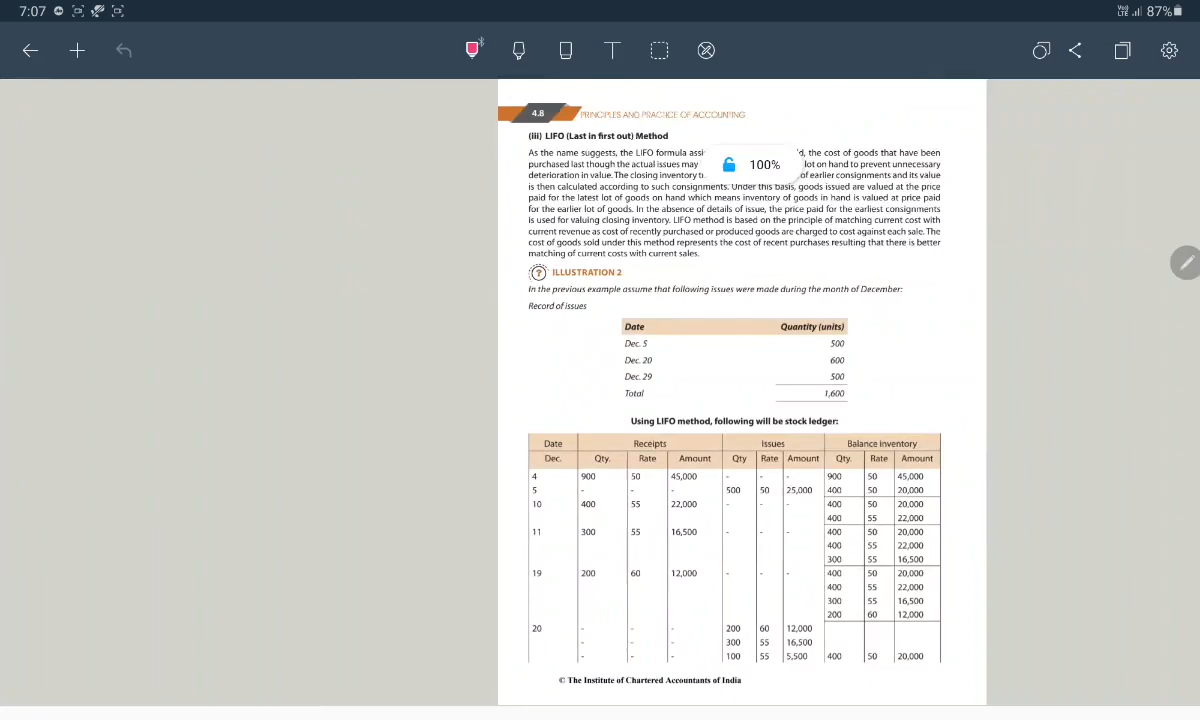 7:07
Vo)) LTE 87%
4.8 PRINCIPLES AND PRACTICE OF ACCOUNTING
(iii) LIFO (Last in first out) Method
As the name suggests, the LIFO formula d, the cost of goods that have been
purchased last though the actual issues may lot on hand to prevent unnecessary
100%
deterioration in value. The closing inventory of earlier consignments and its value
is then calculated according to such consignments. Under this basis, goods issued are valued at the price
paid for the latest lot of goods on hand which means inventory of goods in hand is valued at price paid
for the earlier lot of goods. In the absence of details of issue, the price paid for the earliest consignments
is used for valuing closing inventory. LIFO method is based on the principle of matching current cost with
current revenue as cost of recently purchased or produced goods are charged to cost against each sale. The
cost of goods sold under this method represents the cost of recent purchases resulting that there is better
matching of current costs with current sales.
? ILLUSTRATION 2
In the previous example assume that following issues were made during the month of December:
Record of issues
Date Quantity (units)
Dec. 5 500
Dec. 20 600
Dec. 29 500
Total 1,600
Using LIFO method, following will be stock ledger:
Date Receipts Issues Balance Inventory
Dec. Qty. Rate Amount Qty Rate Amount Qty. Rate Amount
4 900 50 45,000 - - - 900 50 45,000
5 - - - 500 50 25,000 400 50 20,000
10 400 55 22,000 - - - 400 50 20,000
400 55 22,000
11 300 55 16,500 - - - 400 50 20,000
400 55 22,000
300 55 16,500
19 200 60 12,000 - - - 400 50 20,000
400 55 22,000
300 55 16,500
200 60 12,000
20 - - - 200 60 12,000
- - - 300 55 16,500
- - - 100 55 5,500 400 50 20,000
© The Institute of Chartered Accountants of India